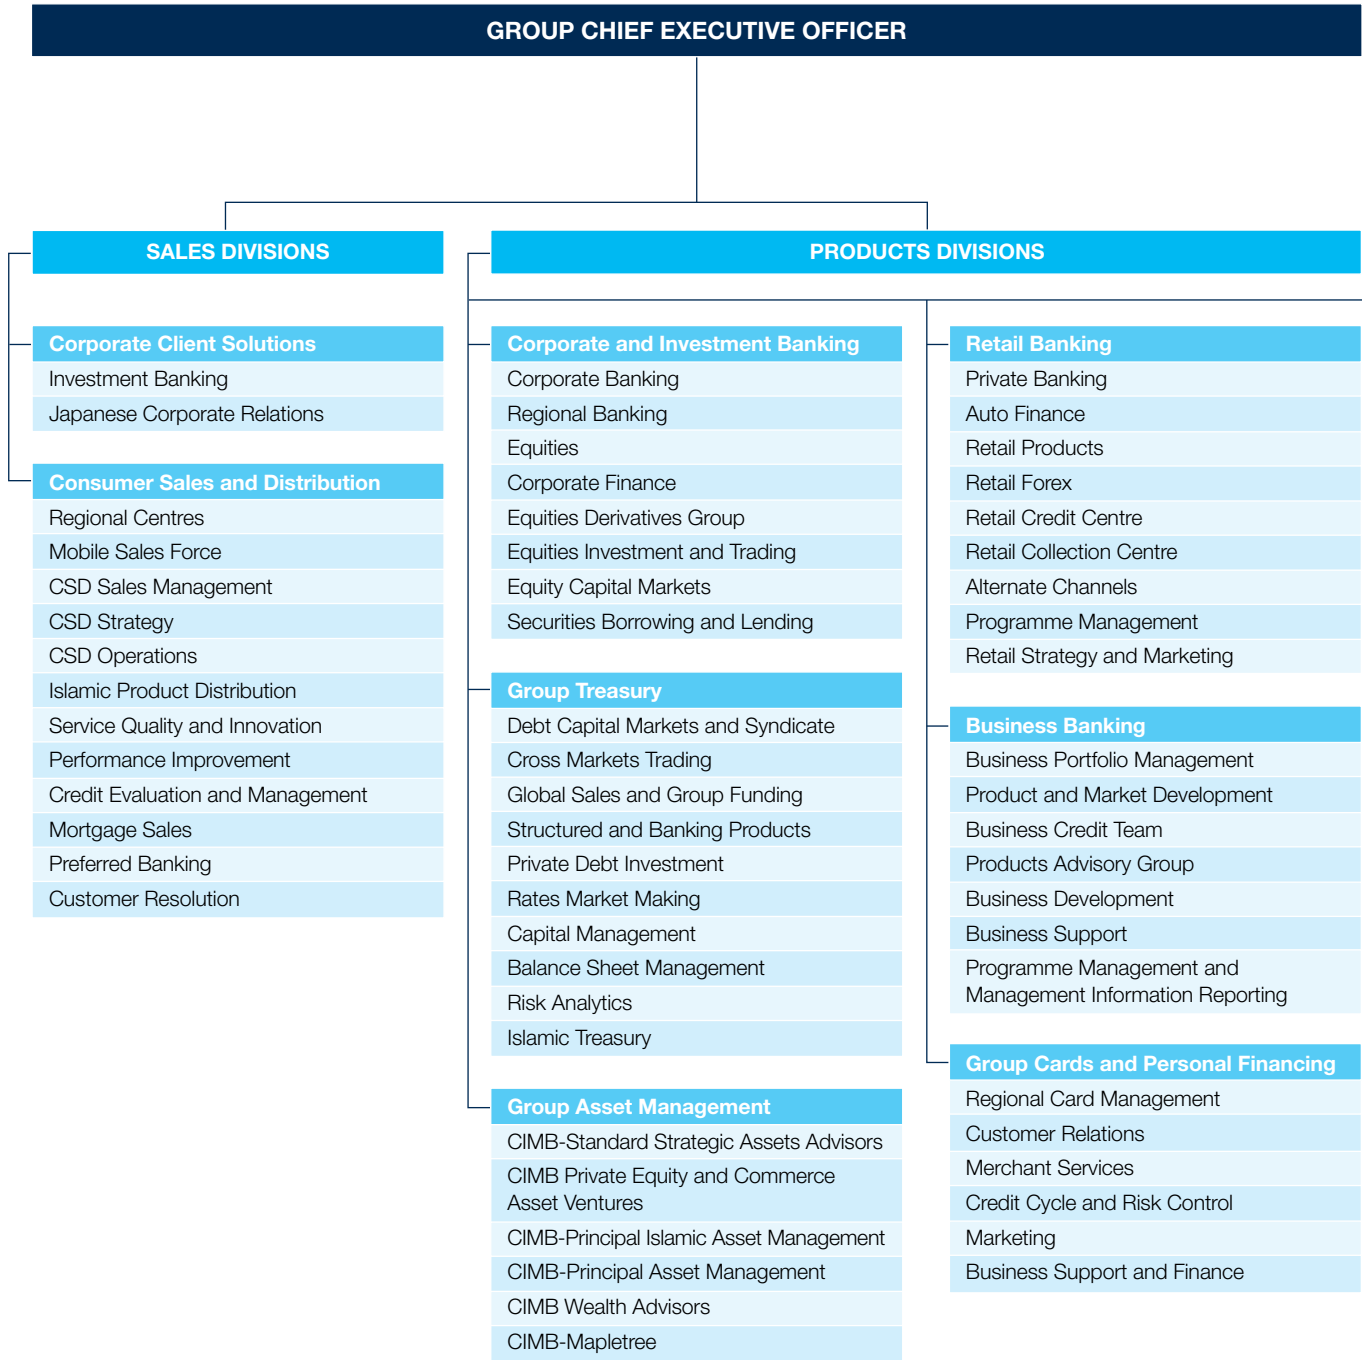 GROUP CHIEF EXECUTIVE OFFICER
SALES DIVISIONS
Corporate Client Solutions
Investment Banking
Japanese Corporate Relations
Consumer Sales and Distribution
Regional Centres
Mobile Sales Force
CSD Sales Management
CSD Strategy
CSD Operations
Islamic Product Distribution
Service Quality and Innovation
Performance Improvement
Credit Evaluation and Management
Mortgage Sales
Preferred Banking
Customer Resolution
PRODUCTS DIVISIONS
Corporate and Investment Banking
Corporate Banking
Regional Banking
Equities
Corporate Finance
Equities Derivatives Group
Equities Investment and Trading
Equity Capital Markets
Securities Borrowing and Lending
Group Treasury
Debt Capital Markets and Syndicate
Cross Markets Trading
Global Sales and Group Funding
Structured and Banking Products
Private Debt Investment
Rates Market Making
Capital Management
Balance Sheet Management
Risk Analytics
Islamic Treasury
Group Asset Management
CIMB-Standard Strategic Assets Advisors
CIMB Private Equity and Commerce
Asset Ventures
CIMB-Principal Islamic Asset Management
CIMB-Principal Asset Management
CIMB Wealth Advisors
CIMB-Mapletree
Retail Banking
Private Banking
Auto Finance
Retail Products
Retail Forex
Retail Credit Centre
Retail Collection Centre
Alternate Channels
Programme Management
Retail Strategy and Marketing
Business Banking
Business Portfolio Management
Product and Market Development
Business Credit Team
Products Advisory Group
Business Development
Business Support
Programme Management and
Management Information Reporting
Group Cards and Personal Financing
Regional Card Management
Customer Relations
Merchant Services
Credit Cycle and Risk Control
Marketing
Business Support and Finance